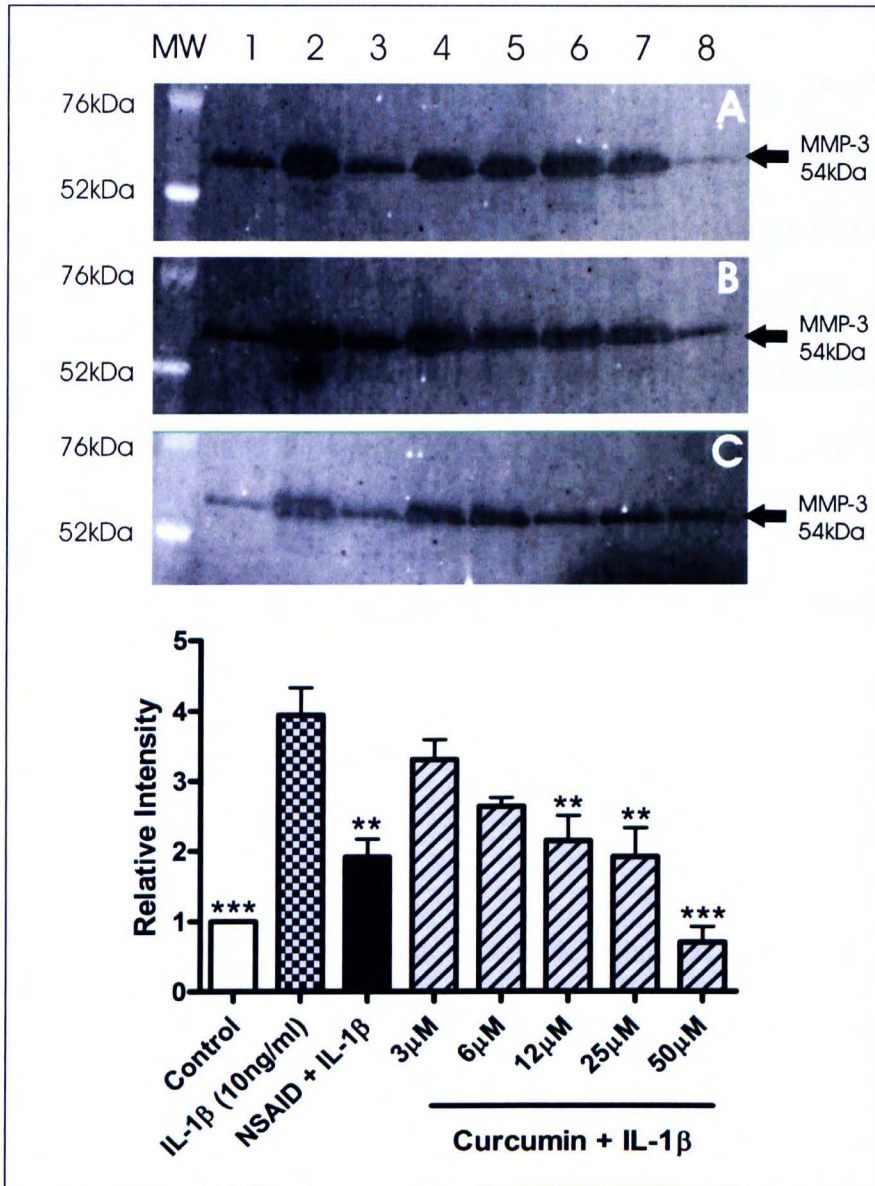 MW 1 2 3 4 5 6 7 8
76kDa
A
MMP-3
54kDa
52kDa
76kDa
B
MMP-3
54kDa
52kDa
76kDa
C
MMP-3
54kDa
52kDa
Relative Intensity
5
4
3
2
1
0
***
**
**
**
***
Control
IL-1β (10ng/ml)
NSAID + IL-1β
3μM
6μM
12μM
25μM
50μM
Curcumin + IL-1β